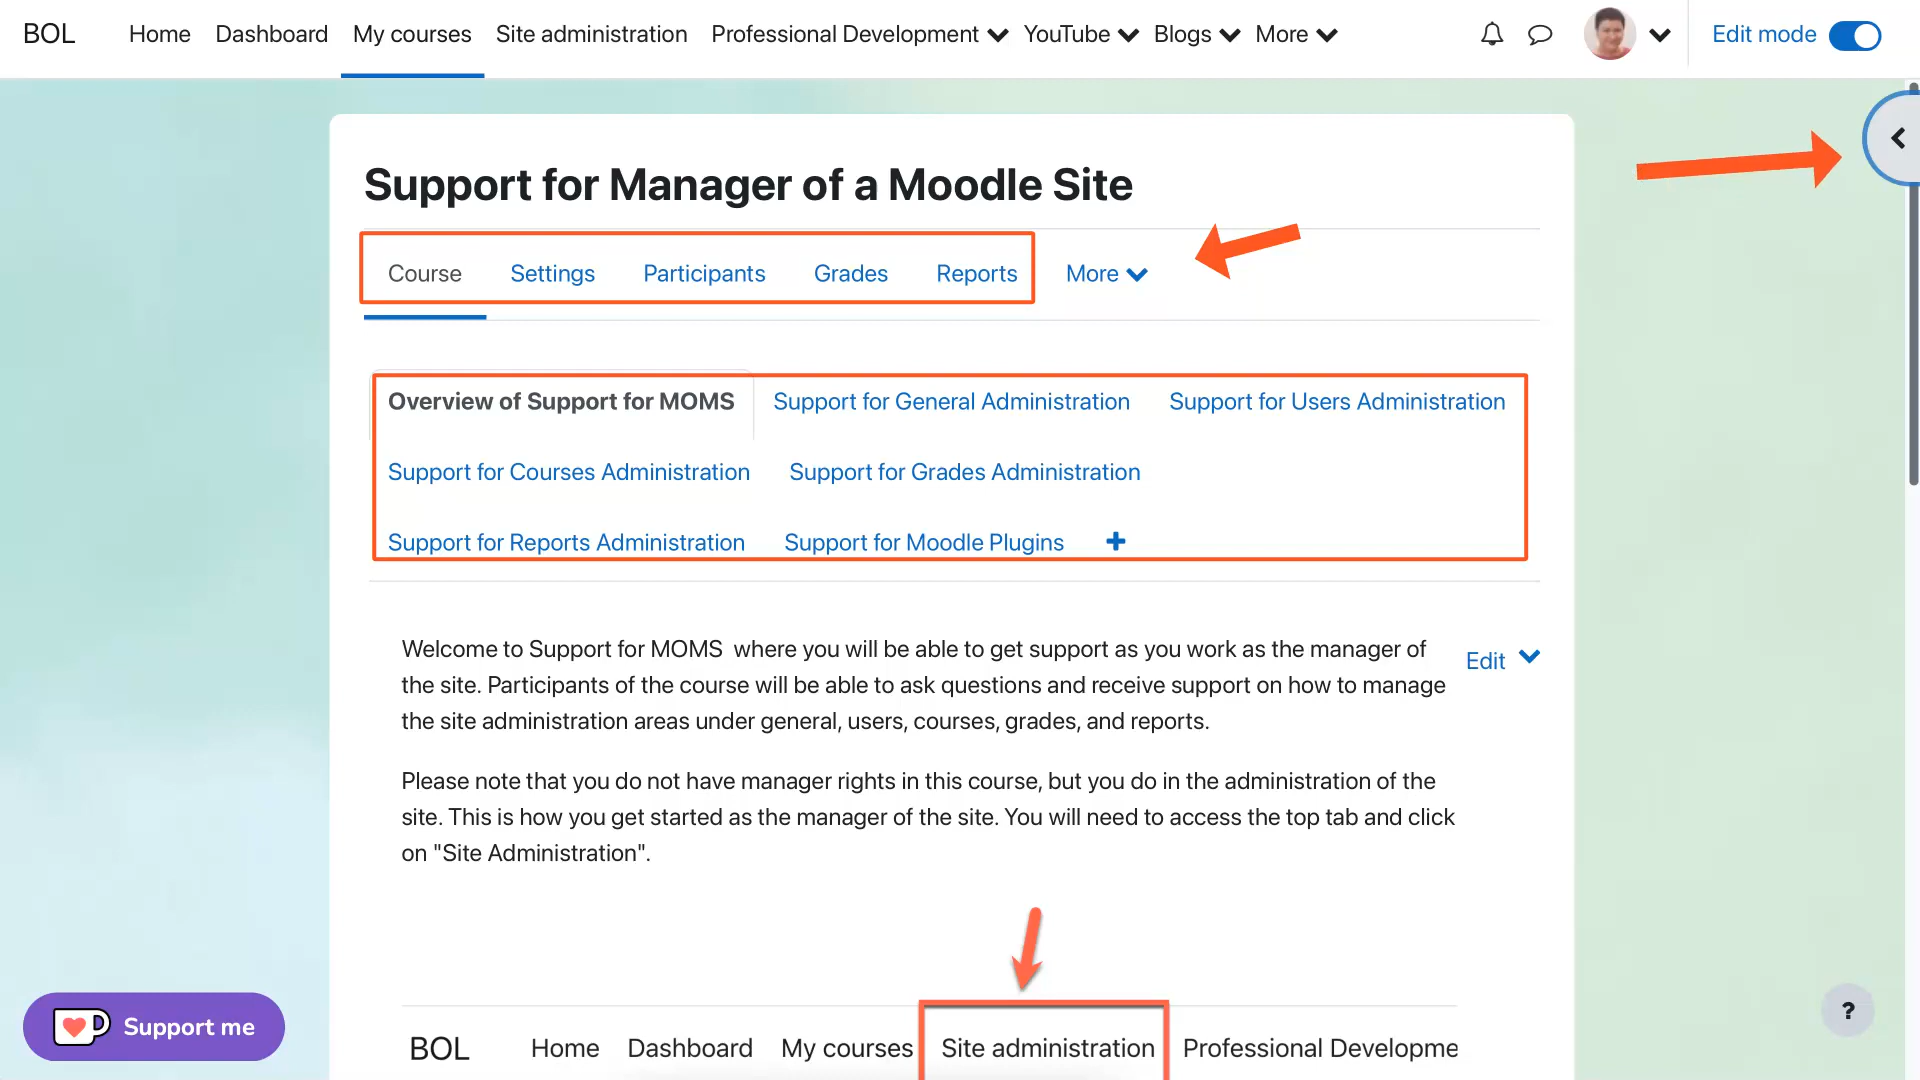 BOL Home Dashboard My courses Site administration Professional Development YouTube Blogs More Edit mode
Support for Manager of a Moodle Site
Course Settings Participants Grades Reports More
Overview of Support for MOMS Support for General Administration Support for Users Administration
Support for Courses Administration Support for Grades Administration
Support for Reports Administration Support for Moodle Plugins +
Welcome to Support for MOMS where you will be able to get support as you work as the manager of
the site. Participants of the course will be able to ask questions and receive support on how to manage
the site administration areas under general, users, courses, grades, and reports.
Edit
Please note that you do not have manager rights in this course, but you do in the administration of the
site. This is how you get started as the manager of the site. You will need to access the top tab and click
on "Site Administration".
Support me
?
BOL Home Dashboard My courses Site administration Professional Developme